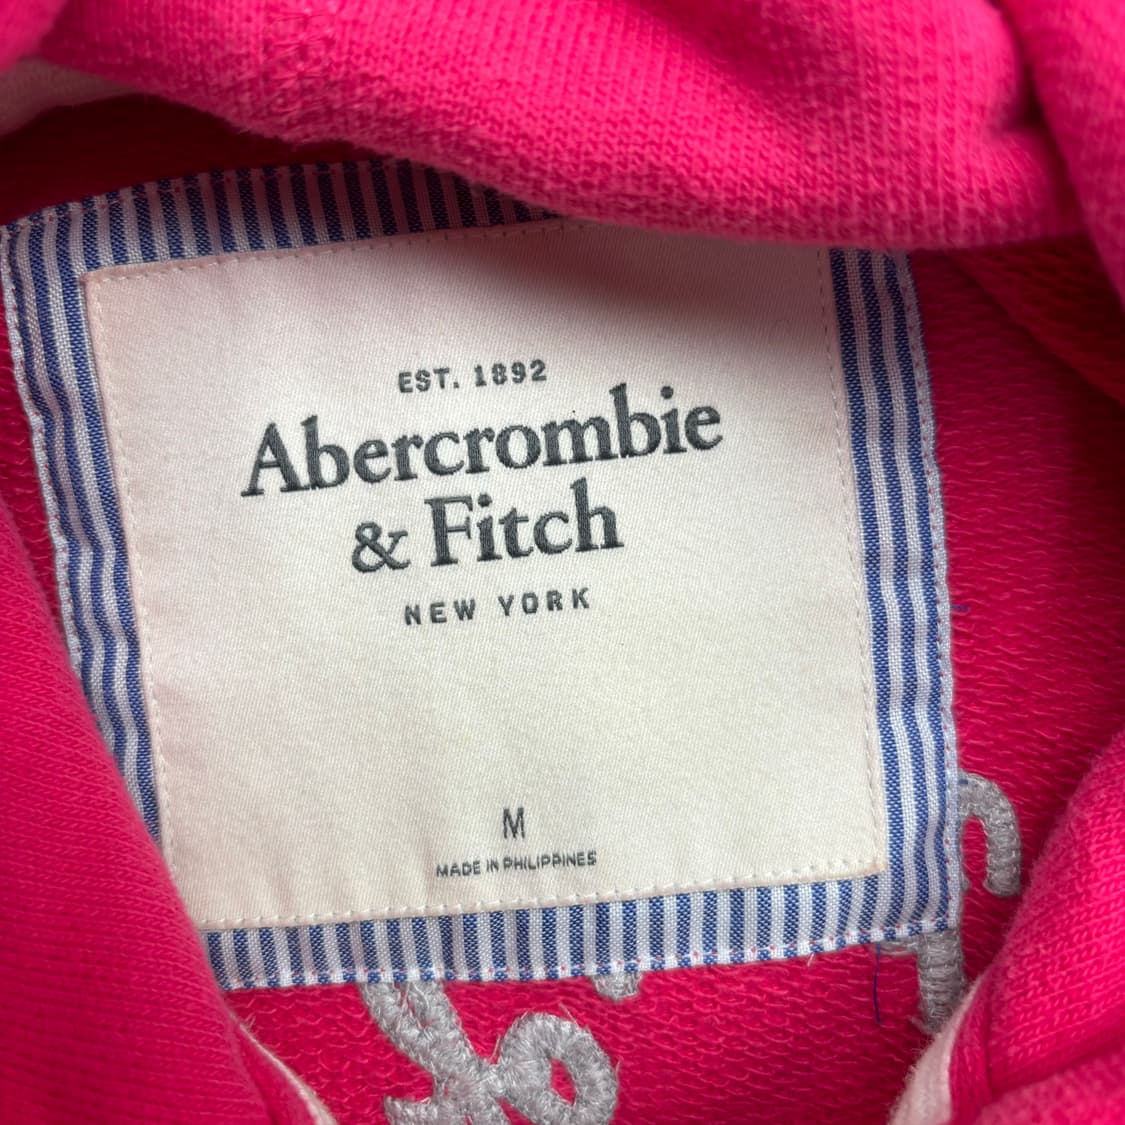 EST. 1892
Abercrombie
& Fitch
NEW YORK
M
MADE IN PHILIPPINES